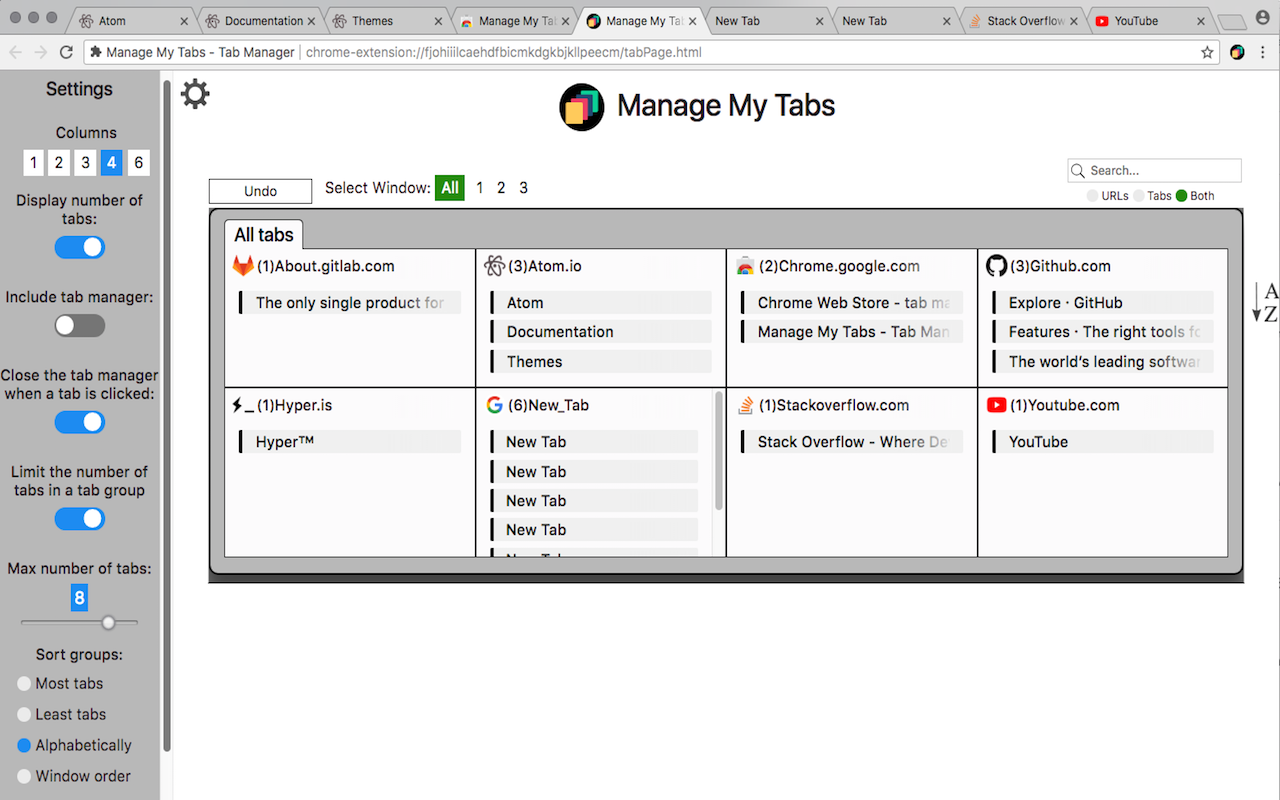 Atom
Documentation
Themes
Manage My Tab
Manage My Tab
New Tab
New Tab
Stack Overflow
YouTube
Manage My Tabs - Tab Manager | chrome-extension://fjohiiilcaehdfbicmkdgkbjkllpeecm/tabPage.html
Settings
Columns
1 2 3 4 6
Display number of
tabs:
Include tab manager:
Close the tab manager
when a tab is clicked:
Limit the number of
tabs in a tab group
Max number of tabs:
8
Sort groups:
Most tabs
Least tabs
Alphabetically
Window order
Manage My Tabs
Undo
Select Window: All 1 2 3
Search...
URLs Tabs Both
All tabs
(1)About.gitlab.com
The only single product for
(3)Atom.io
Atom
Documentation
Themes
(2)Chrome.google.com
Chrome Web Store - tab ma
Manage My Tabs - Tab Man
(3)Github.com
Explore · GitHub
Features · The right tools fo
The world's leading softwar
(1)Hyper.is
Hyper™
(6)New_Tab
New Tab
New Tab
New Tab
New Tab
(1)Stackoverflow.com
Stack Overflow - Where De
(1)Youtube.com
YouTube
A
Z